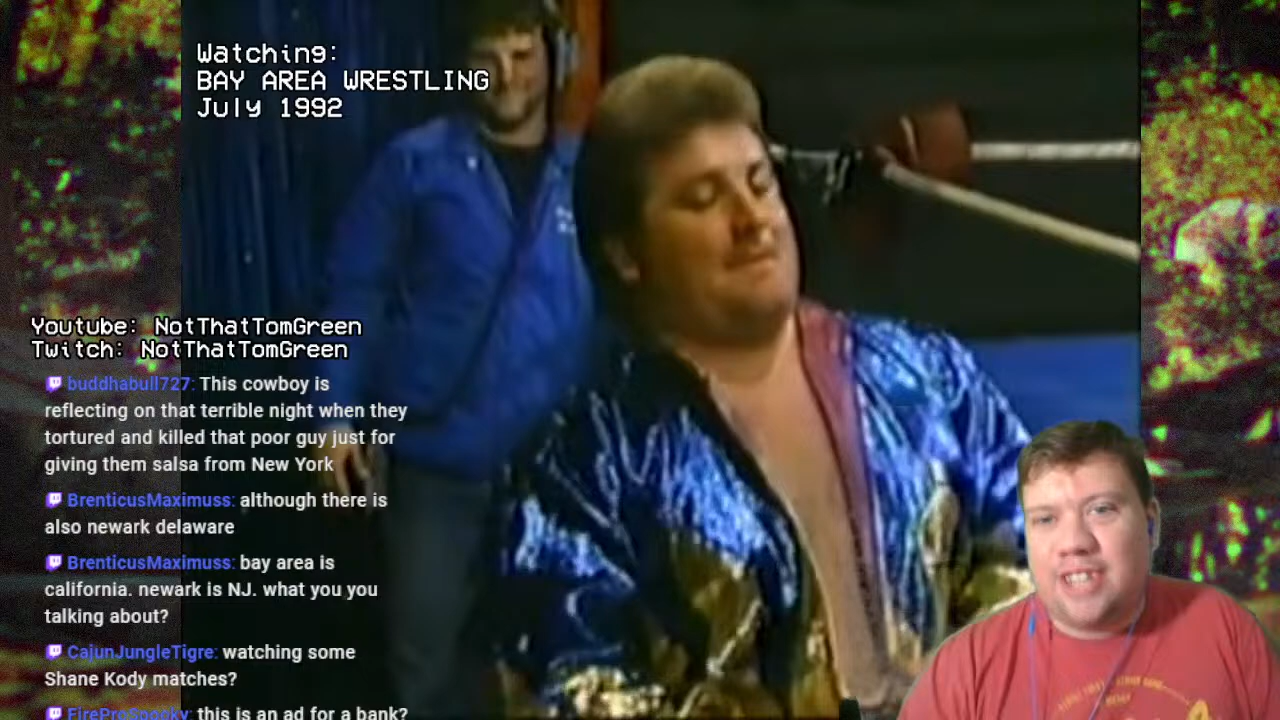 Watching:
BAY AREA WRESTLING
July 1992
Youtube: NotThatTomGreen
Twitch: NotThatTomGreen
buddhabull727: This cowboy is
reflecting on that terrible night when they
tortured and killed that poor guy just for
giving them salsa from New York
BrenticusMaximuss: although there is
also newark delaware
BrenticusMaximuss: bay area is
california. newark is NJ. what you you
talking about?
CajunJungleTigre: watching some
Shane Kody matches?
FireProSpooky: this is an ad for a bank?